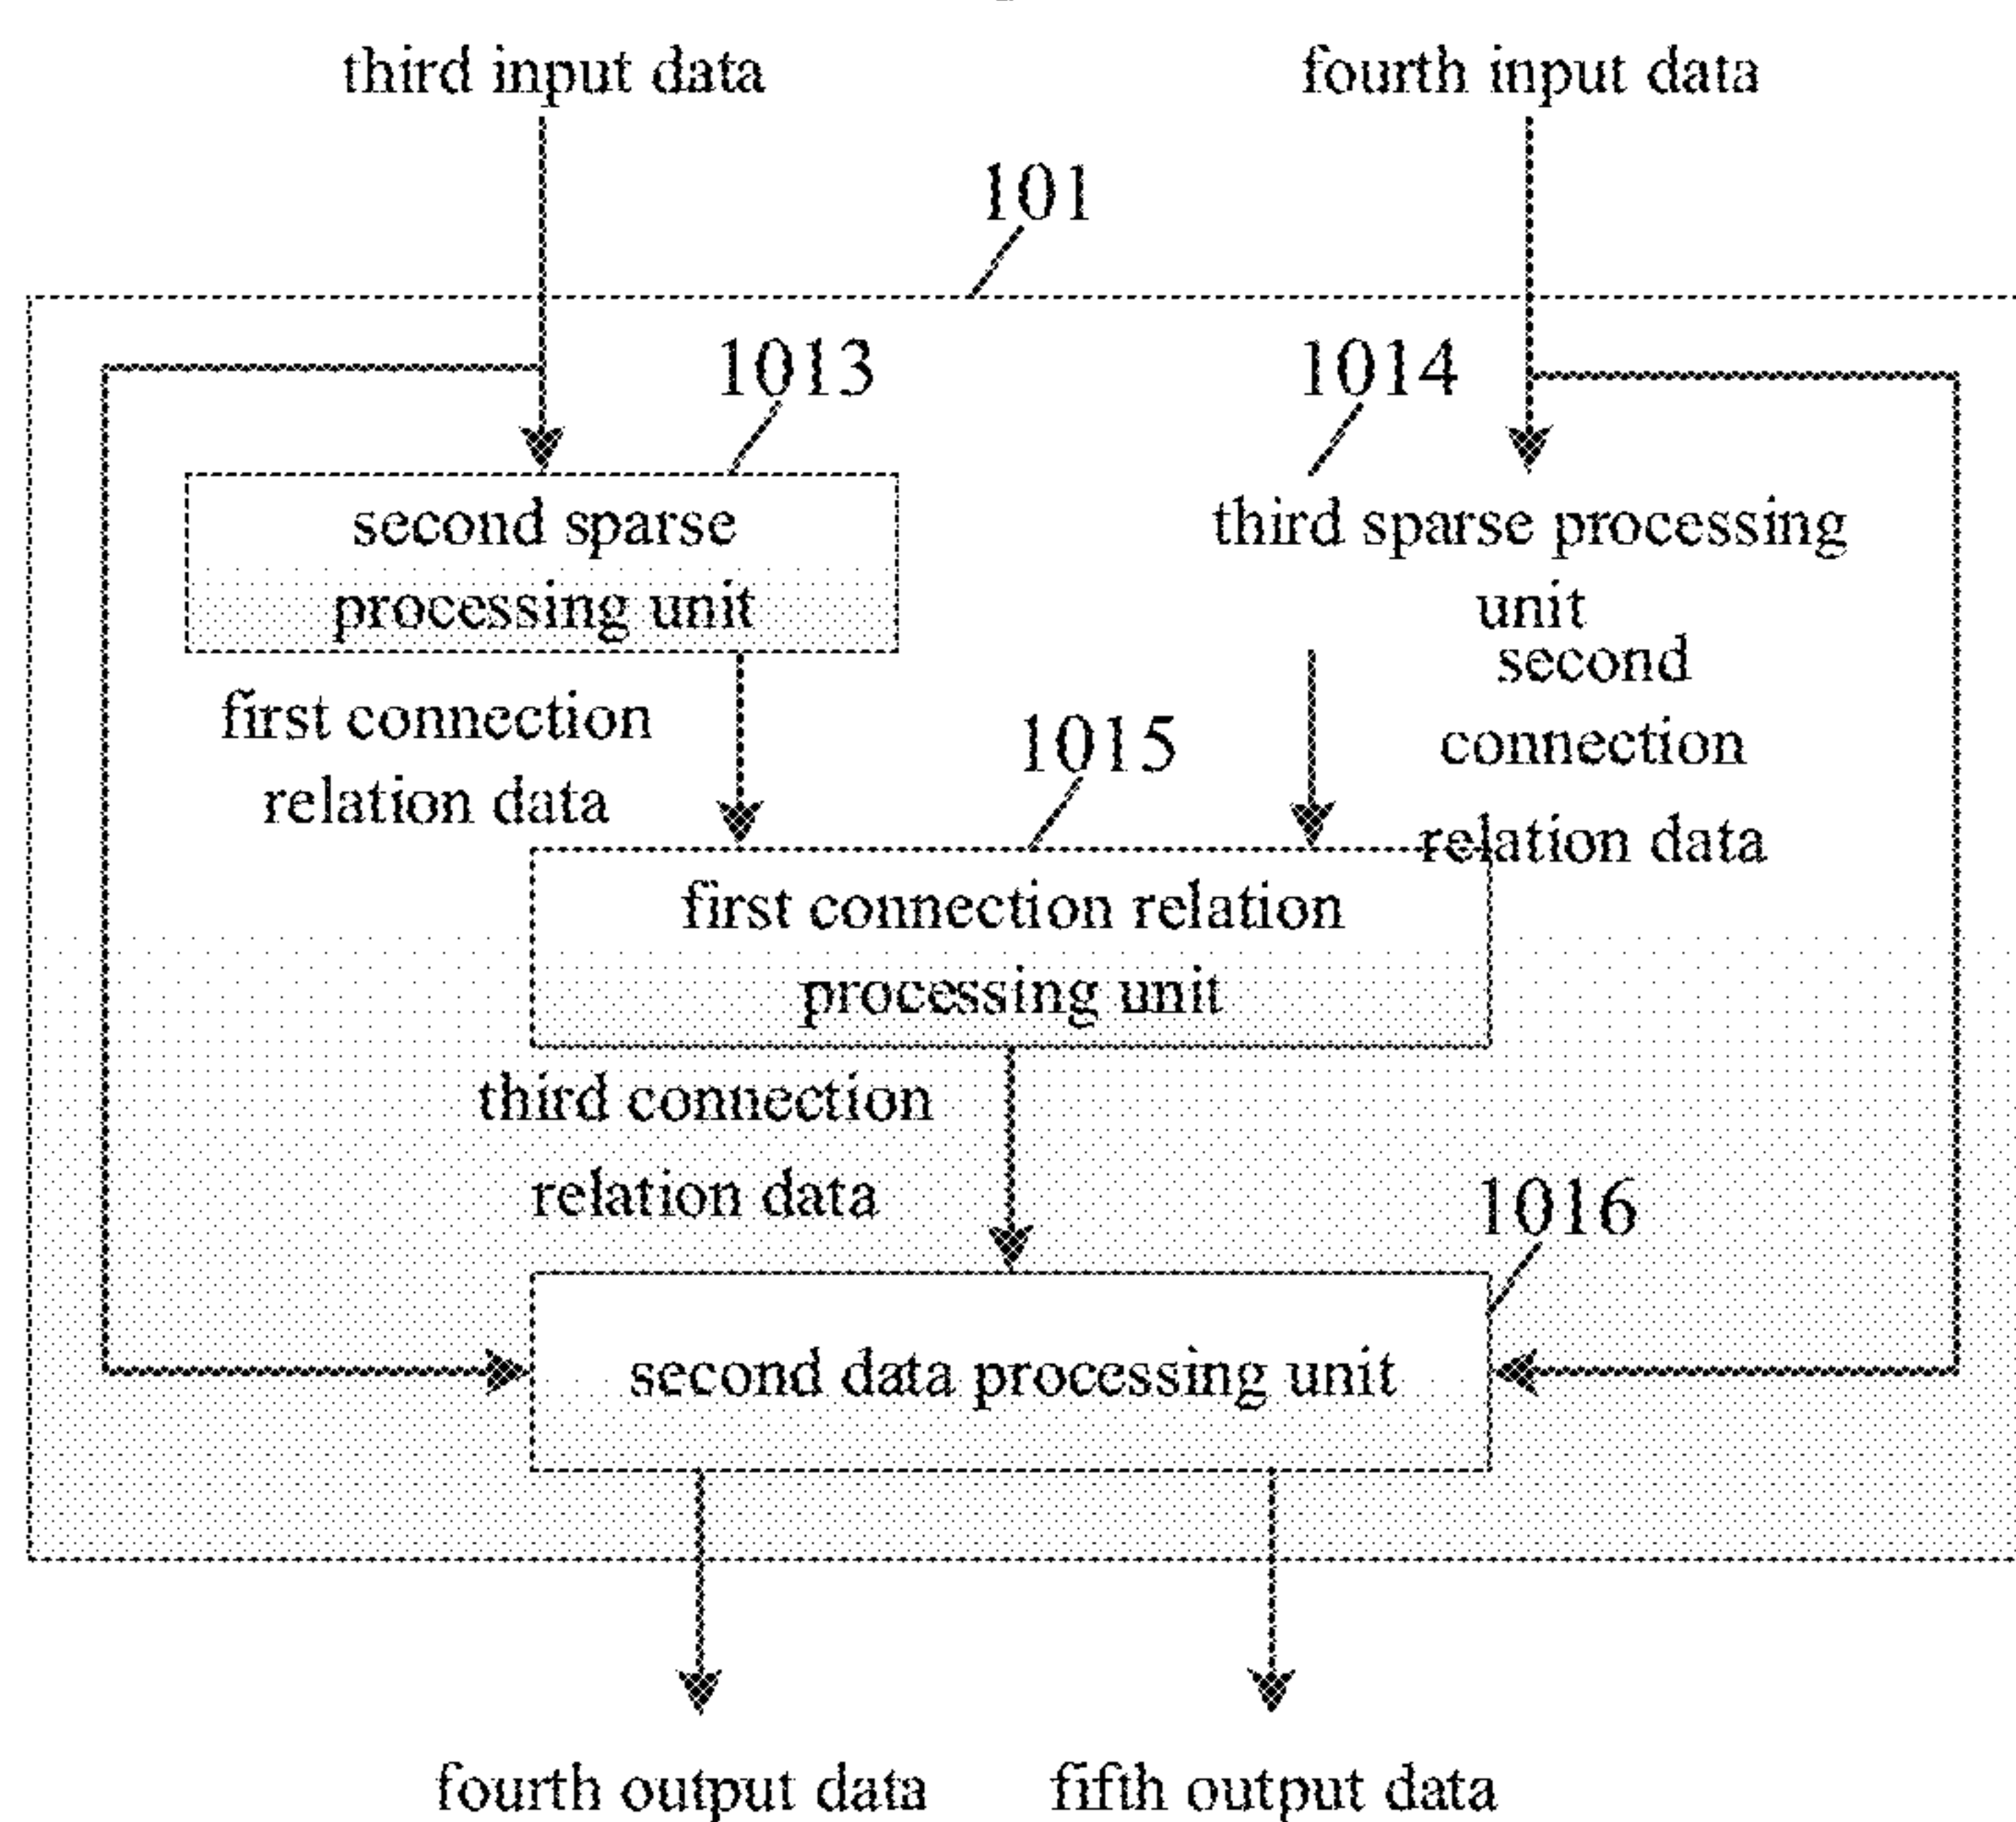 third input data
fourth input data
101
1013
1014
second sparse
processing unit
third sparse processing
unit
first connection
relation data
second
connection
relation data
1015
first connection relation
processing unit
third connection
relation data
1016
second data processing unit
fourth output data
fifth output data